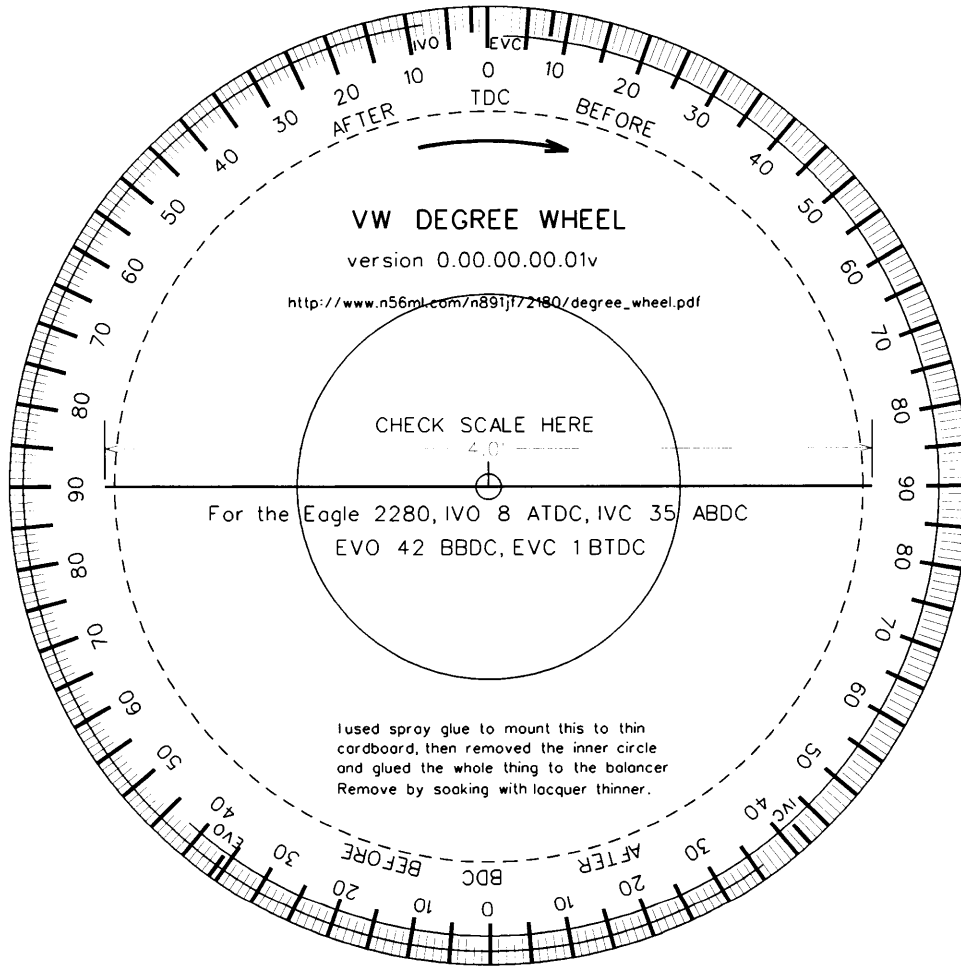 IVO EVC
10 0 10
20 20
30 30
40 40
50 50
60 60
70 70
80 80
90 90
80 80
70 70
60 60
50 50
40 40
30 30
20 20
10 0 10
AFTER TDC BEFORE
VW DEGREE WHEEL
version 0.00.00.00.01v
http://www.n56ml.com/n891jf/2180/degree_wheel.pdf
CHECK SCALE HERE
4.0"
For the Eagle 2280, IVO 8 ATDC, IVC 35 ABDC
EVO 42 BBDC, EVC 1 BTDC
I used spray glue to mount this to thin
cardboard, then removed the inner circle
and glued the whole thing to the balancer
Remove by soaking with lacquer thinner.
EVO IVC
BEFORE BDC AFTER